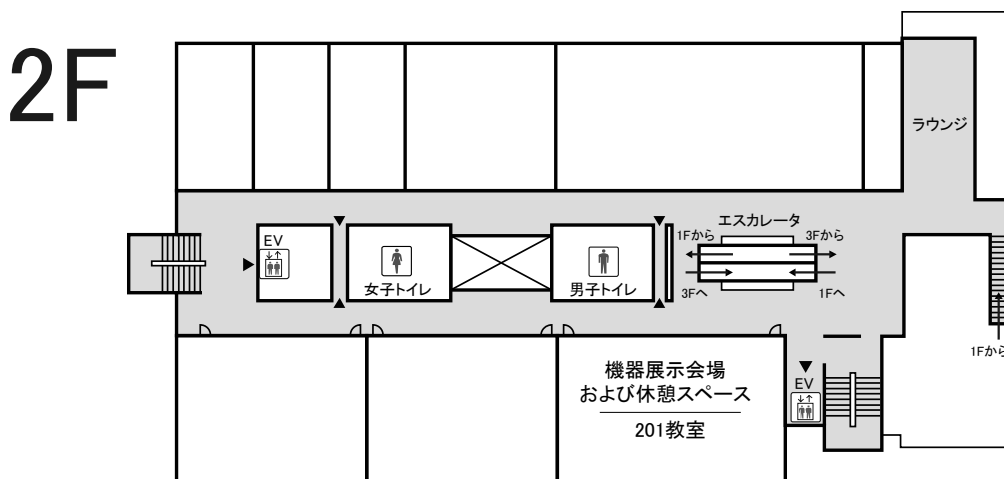 2F
ラウンジ
エスカレータ
1Fから
3Fから
3Fへ
1Fへ
EV
女子トイレ
男子トイレ
1Fから
機器展示会場
および休憩スペース
201教室
EV